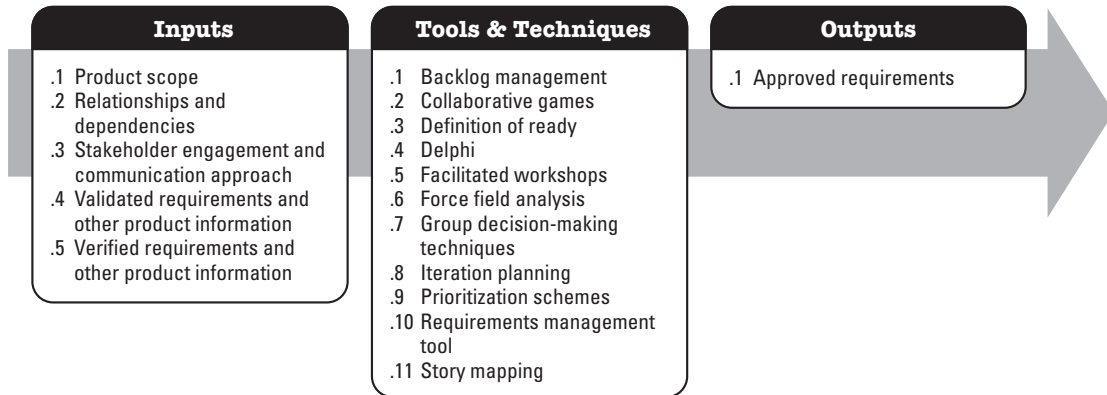 Inputs
.1 Product scope
.2 Relationships and
dependencies
.3 Stakeholder engagement and
communication approach
.4 Validated requirements and
other product information
.5 Verified requirements and
other product information
Tools & Techniques
.1 Backlog management
.2 Collaborative games
.3 Definition of ready
.4 Delphi
.5 Facilitated workshops
.6 Force field analysis
.7 Group decision-making
techniques
.8 Iteration planning
.9 Prioritization schemes
.10 Requirements management
tool
.11 Story mapping
Outputs
.1 Approved requirements